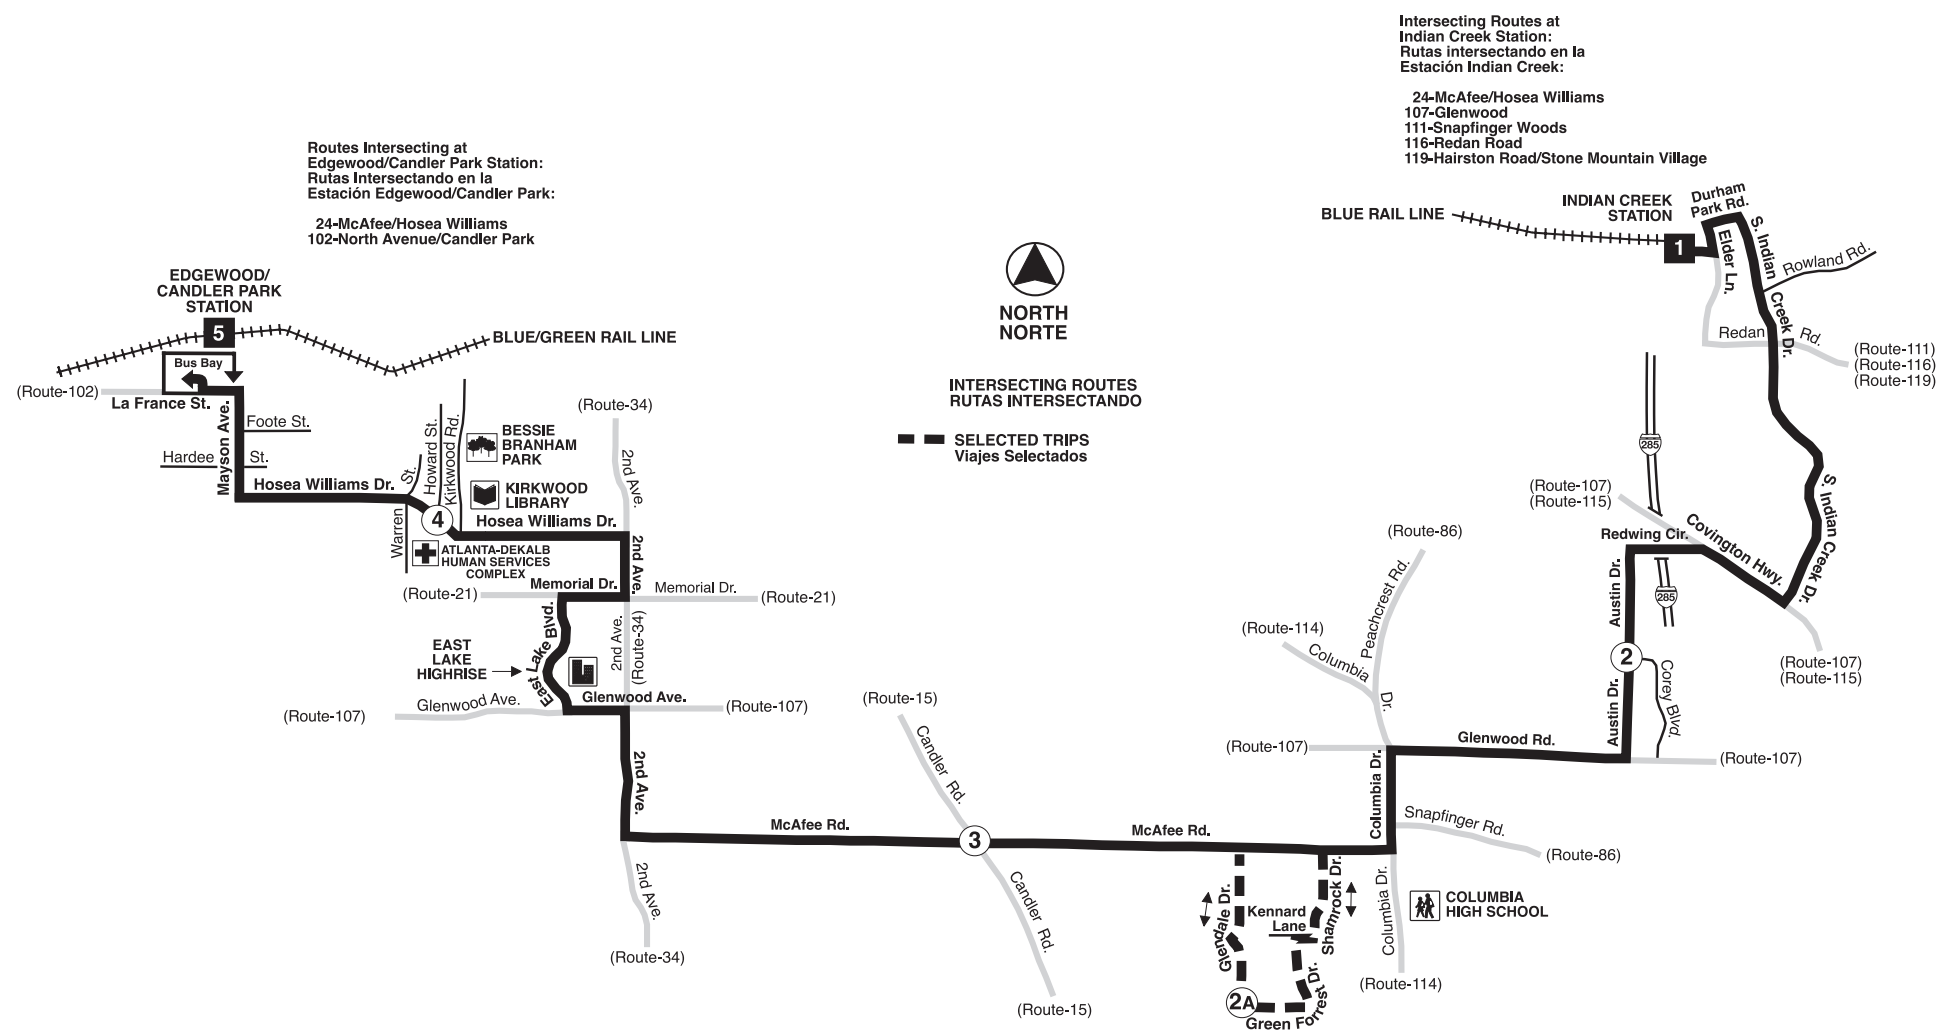 Intersecting Routes at
Indian Creek Station:
Rutas intersectando en la
Estación Indian Creek:
24-McAfee/Hosea Williams
107-Glenwood
111-Snapfinger Woods
116-Redan Road
119-Hairston Road/Stone Mountain Village
Routes Intersecting at
Edgewood/Candler Park Station:
Rutas Intersectando en la
Estación Edgewood/Candler Park:
24-McAfee/Hosea Williams
102-North Avenue/Candler Park
BLUE RAIL LINE
INDIAN CREEK
STATION
1
Durham
Park Rd.
Elder Ln.
S. Indian
Creek Dr.
Rowland Rd.
Redan
Rd.
(Route-111)
(Route-116)
(Route-119)
EDGEWOOD/
CANDLER PARK
STATION
5
Bus Bay
BLUE/GREEN RAIL LINE
(Route-102)
La France St.
Mayson Ave.
Foote St.
Hardee
St.
Hosea Williams Dr.
Warren
St.
Howard St.
Kirkwood Rd.
4
BESSIE
BRANHAM
PARK
KIRKWOOD
LIBRARY
Hosea Williams Dr.
ATLANTA-DEKALB
HUMAN SERVICES
COMPLEX
(Route-34)
2nd Ave.
2nd Ave.
NORTH
NORTE
INTERSECTING ROUTES
RUTAS INTERSECTANDO
SELECTED TRIPS
Viajes Selectados
(Route-21)
Memorial Dr.
Memorial Dr.
(Route-21)
East Lake Blvd.
2nd Ave.
(Route-34)
EAST
LAKE
HIGHRISE
(Route-107)
Glenwood Ave.
Glenwood Ave.
(Route-107)
2nd Ave.
2nd Ave.
(Route-34)
McAfee Rd.
(Route-15)
Candler Rd.
3
Candler Rd.
(Route-15)
McAfee Rd.
Glendale Dr.
Kennard
Lane
Shamrock Dr.
2A
Green Forrest Dr.
Columbia Dr.
(Route-114)
COLUMBIA
HIGH SCHOOL
Snapfinger Rd.
(Route-86)
Columbia Dr.
(Route-107)
Glenwood Rd.
(Route-107)
(Route-114)
Columbia
Dr.
Peachcrest Rd.
(Route-86)
Austin Dr.
2
Austin Dr.
Corey Blvd.
285
285
Redwing Cir.
Covington Hwy.
(Route-107)
(Route-115)
S. Indian Creek Dr.
(Route-107)
(Route-115)